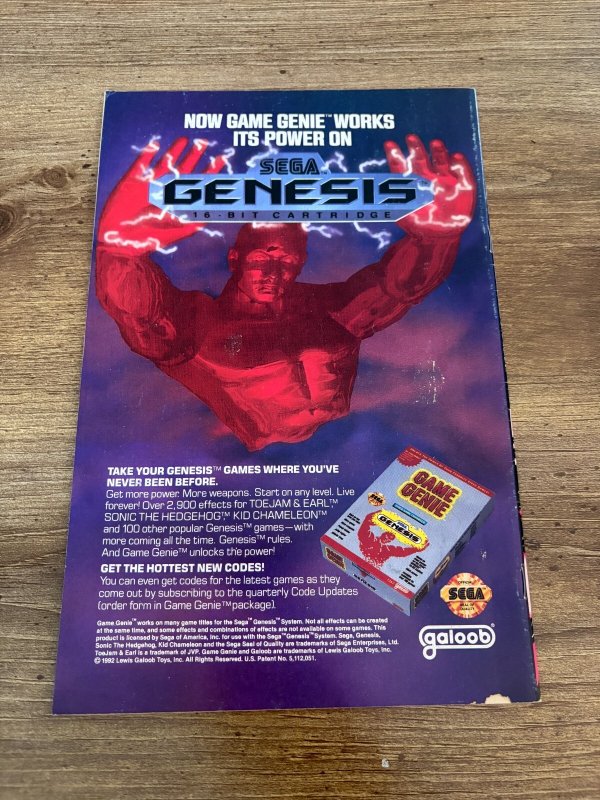 NOW GAME GENIE™ WORKS
ITS POWER ON
SEGA™
GENESIS
16-BIT CARTRIDGE
TAKE YOUR GENESIS™ GAMES WHERE YOU'VE
NEVER BEEN BEFORE.
Get more power. More weapons. Start on any level. Live
forever! Over 2,900 effects for TOEJAM & EARL,™
SONIC THE HEDGEHOG,™ KID CHAMELEON™
and 100 other popular Genesis™ games—with
more coming all the time. Genesis™ rules.
And Game Genie™ unlocks the power!
GET THE HOTTEST NEW CODES!
You can even get codes for the latest games as they
come out by subscribing to the quarterly Code Updates
(order form in Game Genie™ package).
GAME
GENIE
GENESIS
OFFICIAL
SEGA
SEAL OF
QUALITY
galoob®
Game Genie™ works on many game titles for the Sega™ Genesis™ System. Not all effects can be created
at the same time, and some effects and combinations of effects are not available on some games. This
product is licensed by Sega of America, Inc. for use with the Sega™ Genesis™ System. Sega, Genesis,
Sonic The Hedgehog, Kid Chameleon and the Sega Seal of Quality are trademarks of Sega Enterprises, Ltd.
ToeJam & Earl is a trademark of JVP. Game Genie and Galoob are trademarks of Lewis Galoob Toys, Inc.
© 1992 Lewis Galoob Toys, Inc. All Rights Reserved. U.S. Patent No. 5,112,051.